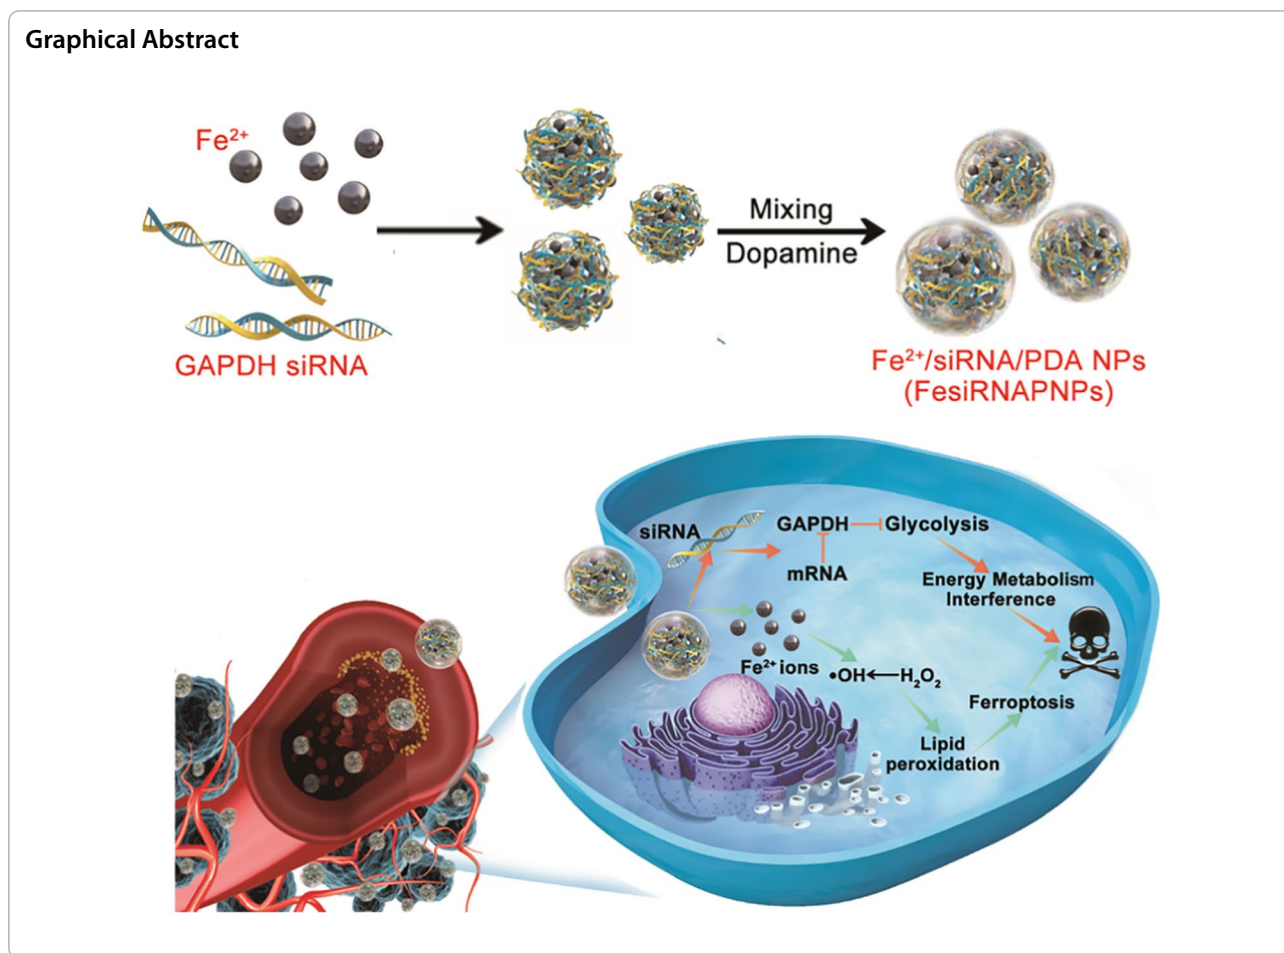 Graphical Abstract
Fe²⁺
GAPDH siRNA
Mixing
Dopamine
Fe²⁺/siRNA/PDA NPs
(FesiRNAPNPs)
siRNA
GAPDH
Glycolysis
mRNA
Energy Metabolism
Interference
Fe²⁺ ions
•OH
H₂O₂
Ferroptosis
Lipid
peroxidation